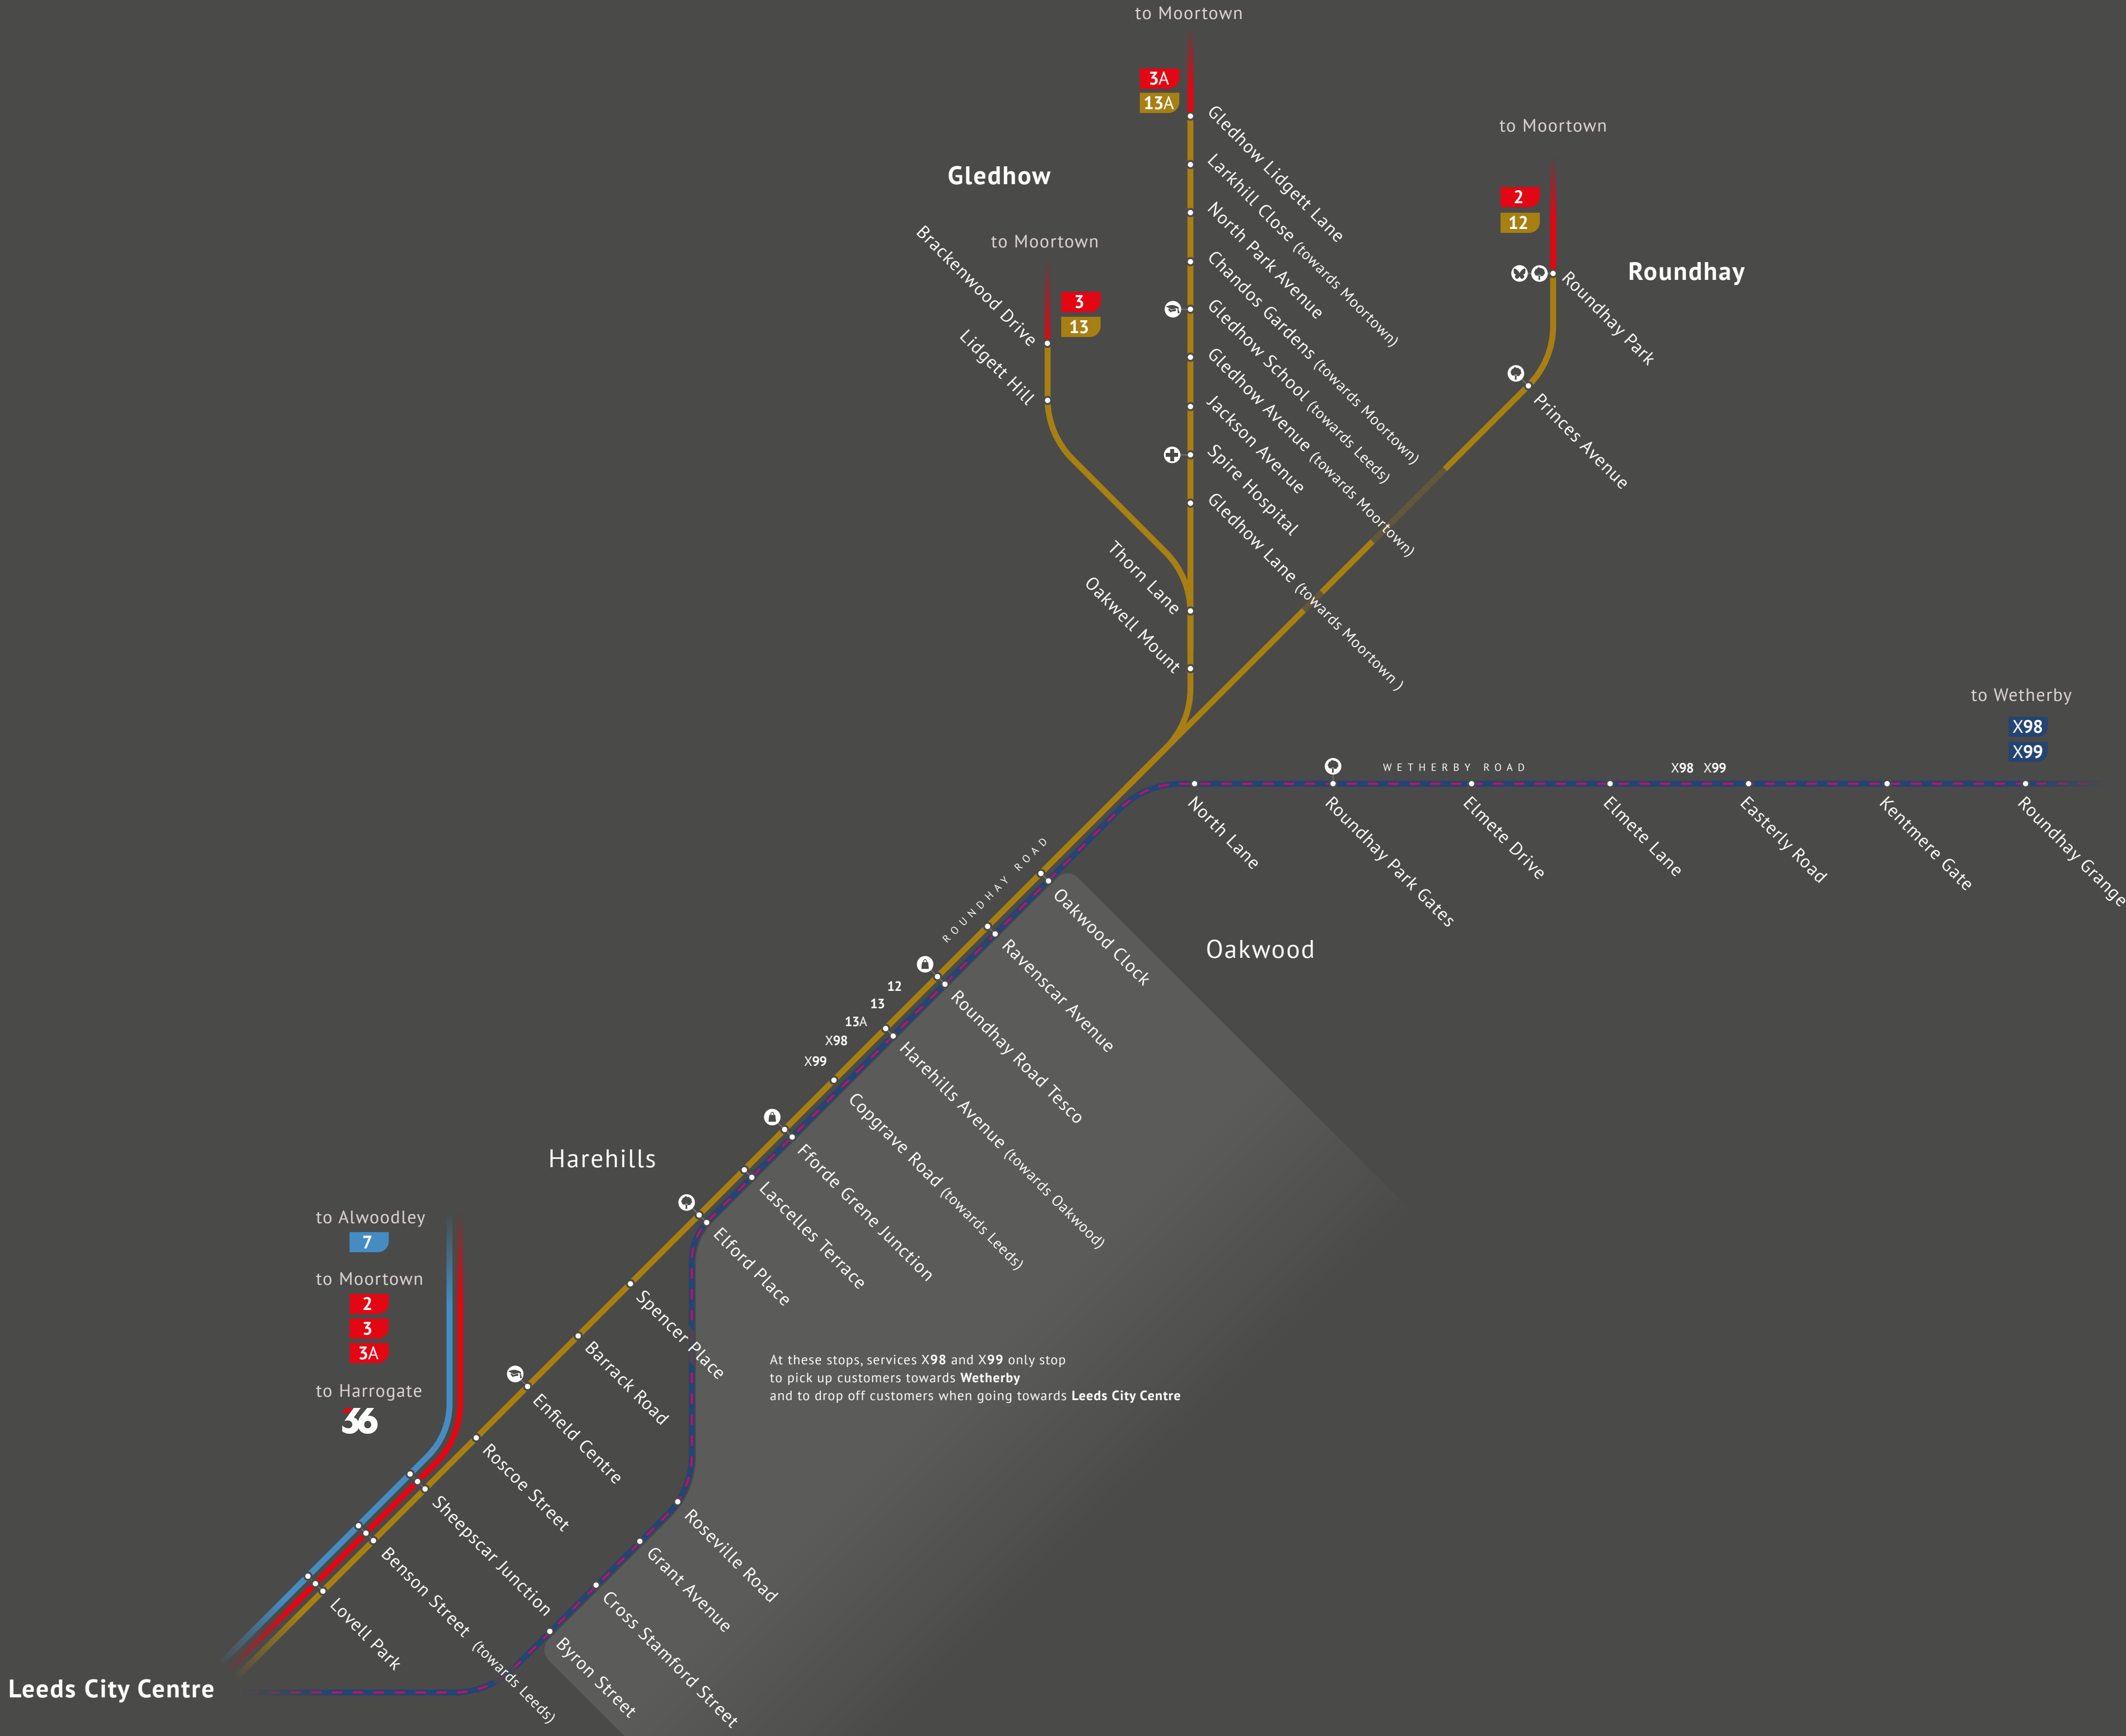 to Moortown
3A
13A
Gledhow Lidgett Lane
Larkhill Close (towards Moortown)
North Park Avenue
Chandos Gardens (towards Moortown)
Gledhow School (towards Leeds)
Gledhow Avenue (towards Moortown)
Jackson Avenue
Spire Hospital
Gledhow Lane (towards Moortown )
to Moortown
2
12
Roundhay
Roundhay Park
Princes Avenue
Gledhow
to Moortown
3
13
Brackenwood Drive
Lidgett Hill
Thorn Lane
Oakwell Mount
to Wetherby
X98
X99
WETHERBY ROAD
X98 X99
North Lane
Roundhay Park Gates
Elmete Drive
Elmete Lane
Easterly Road
Kentmere Gate
Roundhay Grange
ROUNDHAY ROAD
Oakwood
Oakwood Clock
Ravenscar Avenue
Roundhay Road Tesco
Harehills Avenue (towards Oakwood)
Copgrave Road (towards Leeds)
Fforde Grene Junction
Lascelles Terrace
Elford Place
12
13
13A
X98
X99
Harehills
Spencer Place
Barrack Road
Enfield Centre
Roscoe Street
Sheepscar Junction
Benson Street (towards Leeds)
Lovell Park
to Alwoodley
7
to Moortown
2
3
3A
to Harrogate
36
At these stops, services X98 and X99 only stop
to pick up customers towards Wetherby
and to drop off customers when going towards Leeds City Centre
Roseville Road
Grant Avenue
Cross Stamford Street
Byron Street
Leeds City Centre